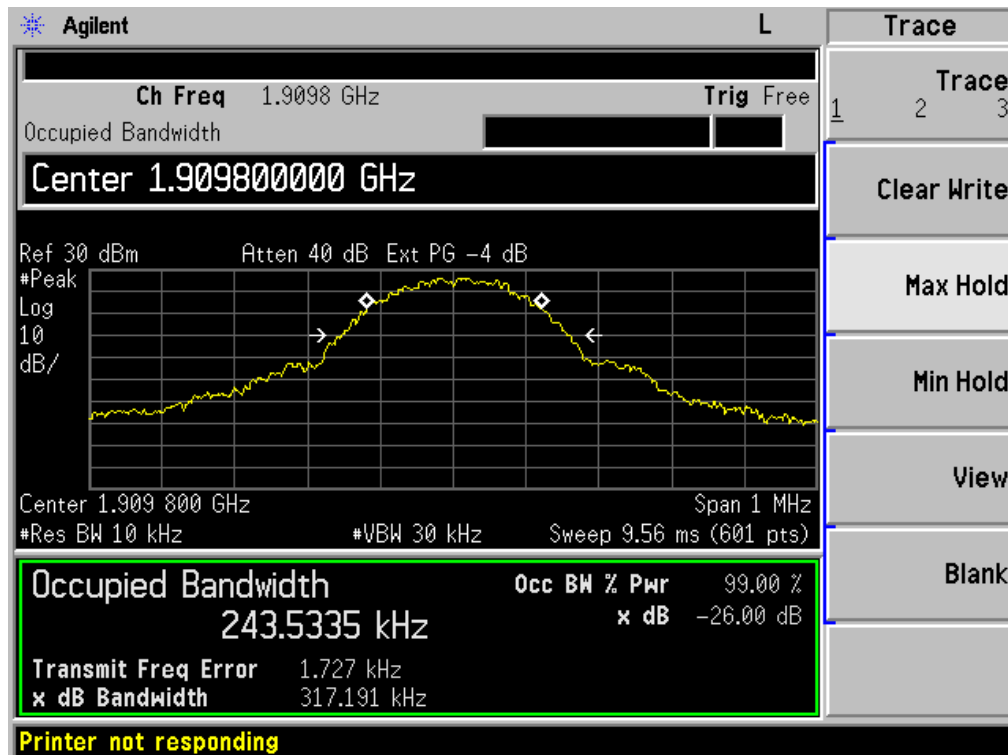 Agilent L Trace
Ch Freq 1.9098 GHz Trig Free
Occupied Bandwidth
Center 1.909800000 GHz
Ref 30 dBm Atten 40 dB Ext PG -4 dB
#Peak
Log
10
dB/
Center 1.909 800 GHz Span 1 MHz
#Res BW 10 kHz #VBW 30 kHz Sweep 9.56 ms (601 pts)
Occupied Bandwidth
243.5335 kHz
Occ BW % Pwr 99.00 %
x dB -26.00 dB
Transmit Freq Error 1.727 kHz
x dB Bandwidth 317.191 kHz
Printer not responding
Trace
1 2 3
Clear Write
Max Hold
Min Hold
View
Blank